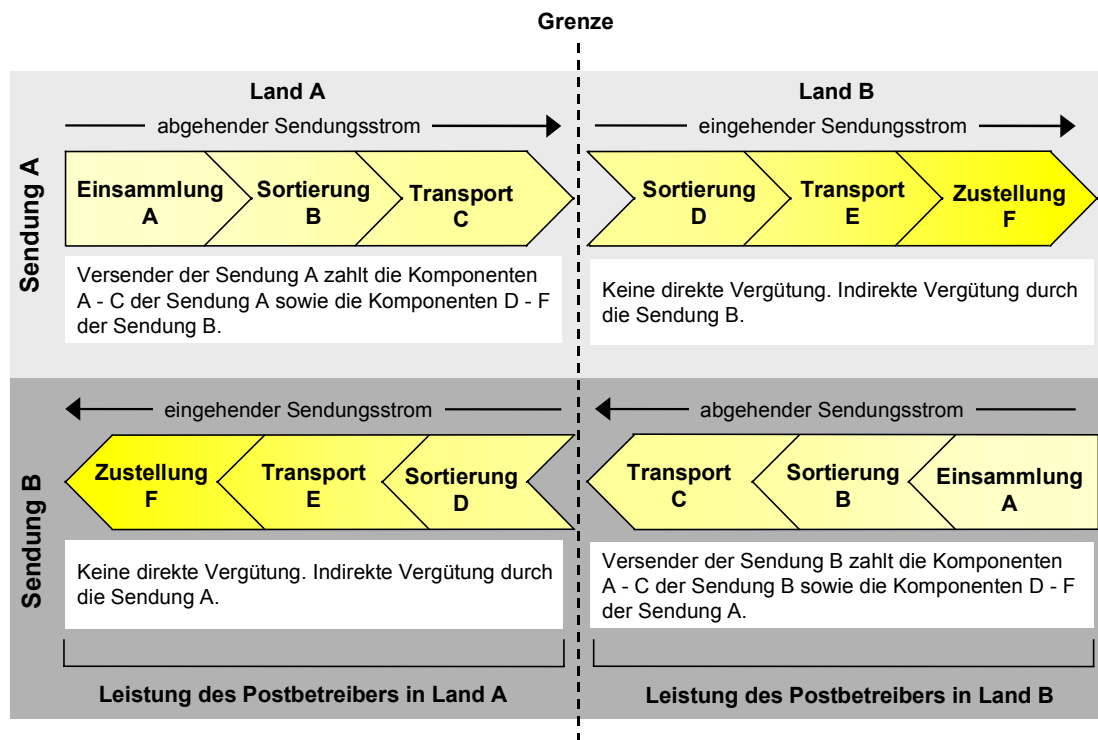 Grenze
Land A
Land B
abgehender Sendungsstrom
eingehender Sendungsstrom
Sendung A
Einsammlung
A
Sortierung
B
Transport
C
Sortierung
D
Transport
E
Zustellung
F
Versender der Sendung A zahlt die Komponenten
A - C der Sendung A sowie die Komponenten D - F
der Sendung B.
Keine direkte Vergütung. Indirekte Vergütung durch
die Sendung B.
eingehender Sendungsstrom
abgehender Sendungsstrom
Sendung B
Zustellung
F
Transport
E
Sortierung
D
Transport
C
Sortierung
B
Einsammlung
A
Keine direkte Vergütung. Indirekte Vergütung durch
die Sendung A.
Versender der Sendung B zahlt die Komponenten
A - C der Sendung B sowie die Komponenten D - F
der Sendung A.
Leistung des Postbetreibers in Land A
Leistung des Postbetreibers in Land B